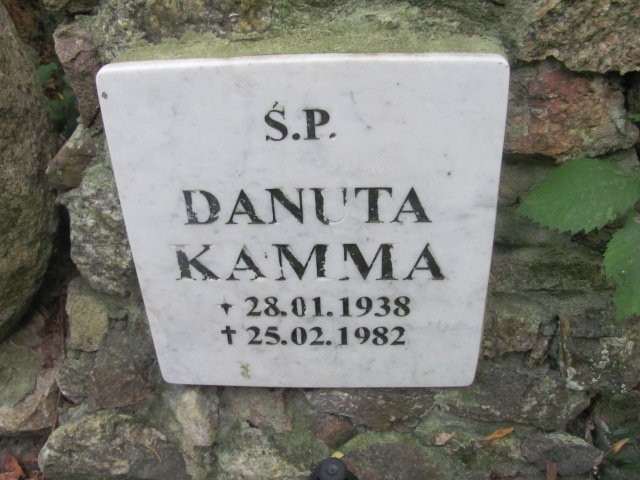 Ś.P.
DANUTA
KAMMA
* 28.01.1938
† 25.02.1982